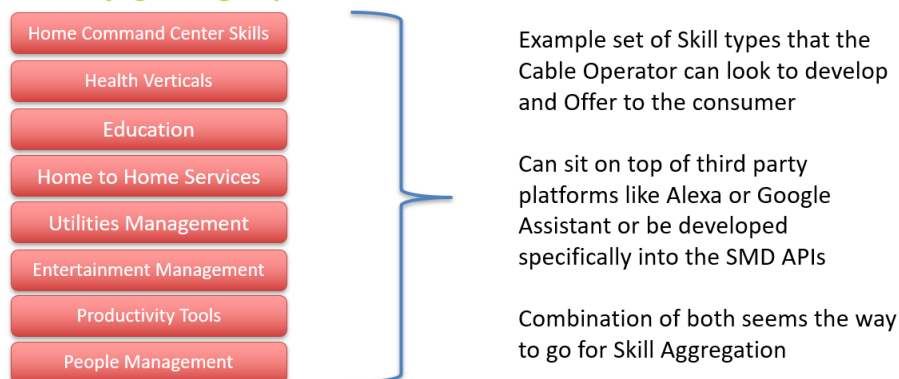 Home Command Center Skills
Health Verticals
Education
Home to Home Services
Utilities Management
Entertainment Management
Productivity Tools
People Management
Example set of Skill types that the
Cable Operator can look to develop
and Offer to the consumer
Can sit on top of third party
platforms like Alexa or Google
Assistant or be developed
specifically into the SMD APIs
Combination of both seems the way
to go for Skill Aggregation